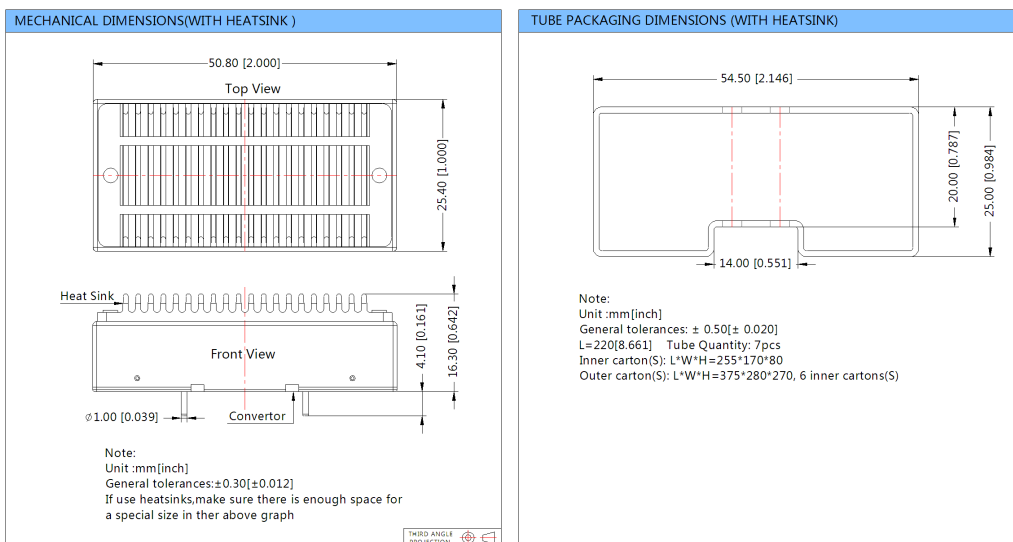 MECHANICAL DIMENSIONS(WITH HEATSINK )
50.80 [2.000]
Top View
25.40 [1.000]
Heat Sink
Front View
4.10 [0.161]
16.30 [0.642]
⌀1.00 [0.039]
Convertor
Note:
Unit :mm[inch]
General tolerances:±0.30[±0.012]
If use heatsinks,make sure there is enough space for
a special size in ther above graph
THIRD ANGLE
PROJECTION
TUBE PACKAGING DIMENSIONS (WITH HEATSINK)
54.50 [2.146]
20.00 [0.787]
25.00 [0.984]
14.00 [0.551]
Note:
Unit :mm[inch]
General tolerances: ± 0.50[± 0.020]
L=220[8.661] Tube Quantity: 7pcs
Inner carton(S): L*W*H=255*170*80
Outer carton(S): L*W*H=375*280*270, 6 inner cartons(S)